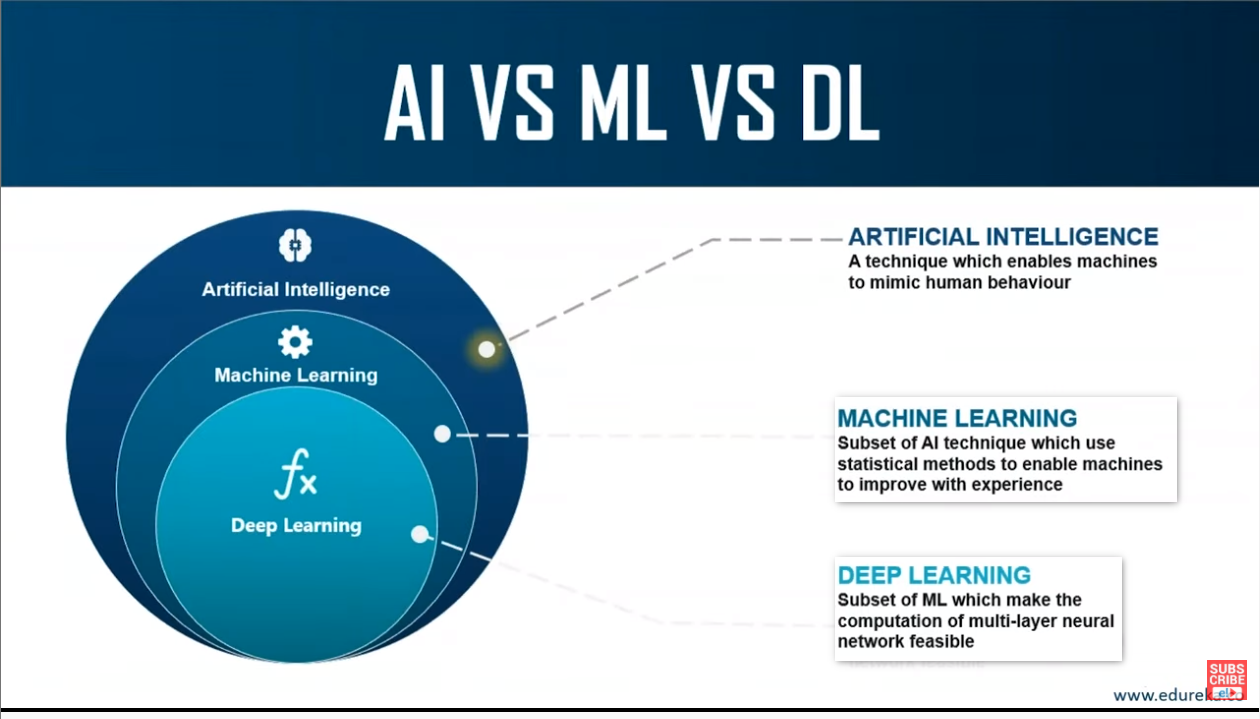 AI VS ML VS DL
Artificial Intelligence
Machine Learning
fx
Deep Learning
ARTIFICIAL INTELLIGENCE
A technique which enables machines
to mimic human behaviour
MACHINE LEARNING
Subset of AI technique which use
statistical methods to enable machines
to improve with experience
DEEP LEARNING
Subset of ML which make the
computation of multi-layer neural
network feasible
SUBS
CRIBE
www.edureka.co